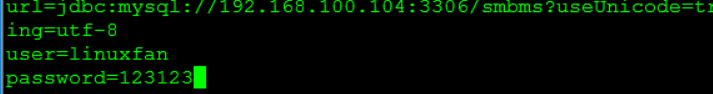 url=jdbc:mysql://192.168.100.104:3306/smbms?useUnicode=tr
ing=utf-8
user=linuxfan
password=123123